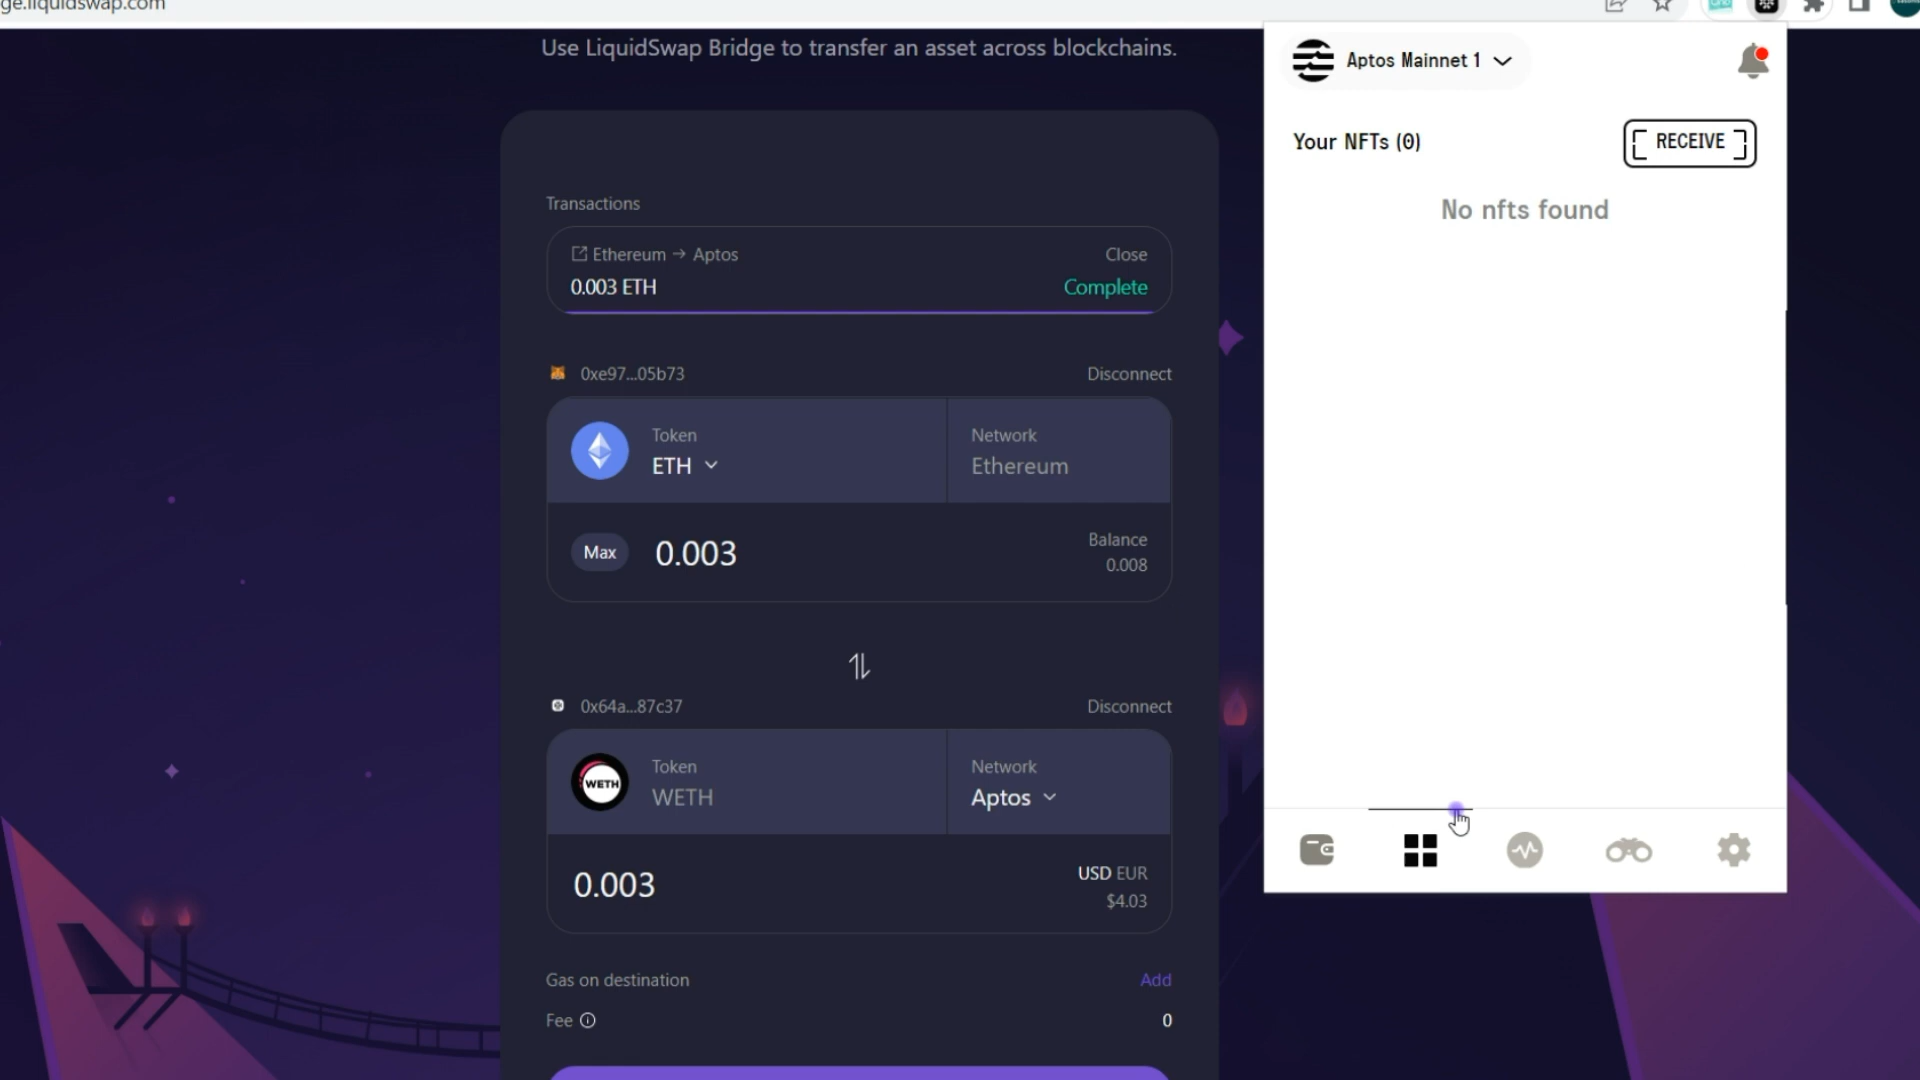 ge.liquidswap.com
Use LiquidSwap Bridge to transfer an asset across blockchains.
Transactions
Ethereum → Aptos
Close
0.003 ETH
Complete
0xe97...05b73
Disconnect
Token
ETH
Network
Ethereum
Max
0.003
Balance
0.008
0x64a...87c37
Disconnect
WETH
Token
WETH
Network
Aptos
0.003
USD EUR
$4.03
Gas on destination
Add
Fee
0
Aptos Mainnet 1
Your NFTs (0)
RECEIVE
No nfts found